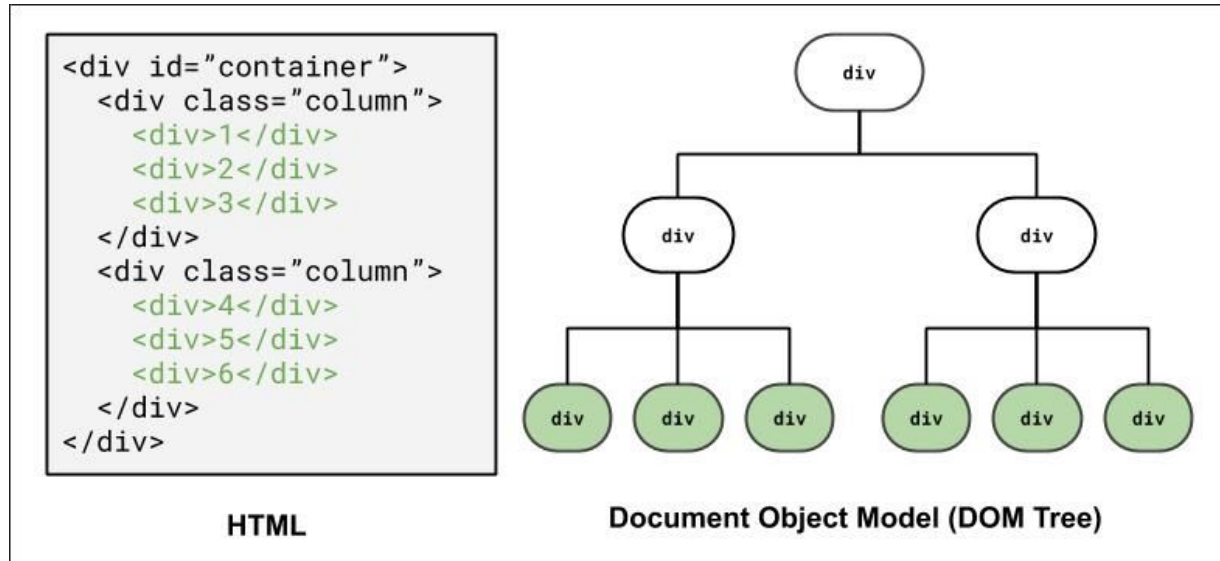 <div id=”container”>
<div class=”column”>
<div>1</div>
<div>2</div>
<div>3</div>
</div>
<div class=”column”>
<div>4</div>
<div>5</div>
<div>6</div>
</div>
</div>
HTML
div
div div
div div div div div div
Document Object Model (DOM Tree)